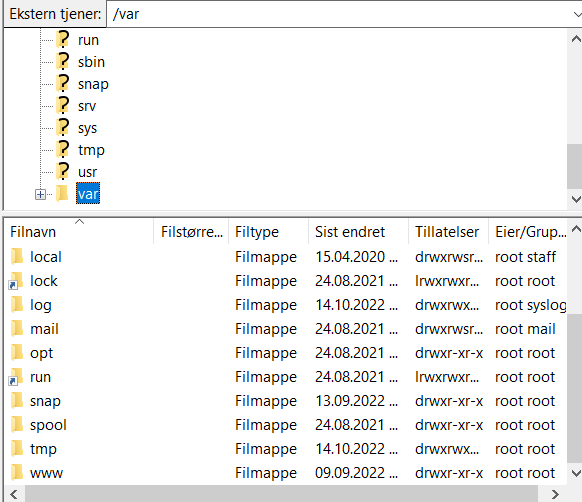 Ekstern tjener: /var
run
sbin
snap
srv
sys
tmp
usr
var
Filnavn Filstørre... Filtype Sist endret Tillatelser Eier/Grup...
local Filmappe 15.04.2020 ... drwxrwsr... root staff
lock Filmappe 24.08.2021 ... lrwxrwxr... root root
log Filmappe 14.10.2022 ... drwxrwx... root syslog
mail Filmappe 24.08.2021 ... drwxrwsr... root mail
opt Filmappe 24.08.2021 ... drwxr-xr-x root root
run Filmappe 24.08.2021 ... lrwxrwxr... root root
snap Filmappe 13.09.2022 ... drwxr-xr-x root root
spool Filmappe 24.08.2021 ... drwxr-xr-x root root
tmp Filmappe 14.10.2022 ... drwxrwx... root root
www Filmappe 09.09.2022 ... drwxr-xr-x root root